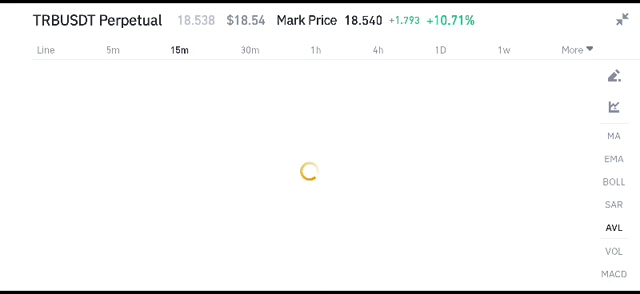 TRBUSDT Perpetual 18.538 $18.54 Mark Price 18.540 +1.793 +10.71%
Line 5m 15m 30m 1h 4h 1D 1w More
MA
EMA
BOLL
SAR
AVL
VOL
MACD